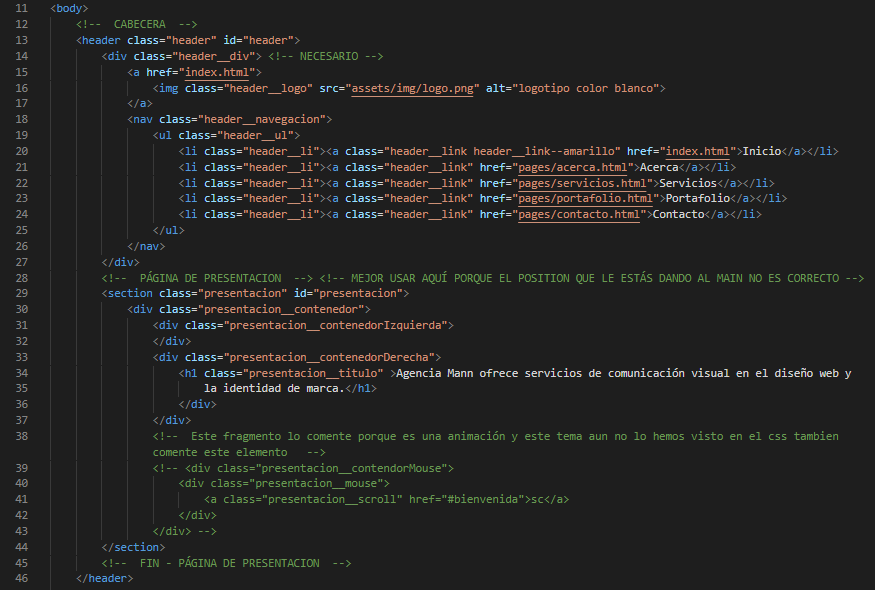 11 <body>
12 <!--  CABECERA  -->
13 <header class="header" id="header">
14 <div class="header__div"> <!-- NECESARIO -->
15 <a href="index.html">
16 <img class="header__logo" src="assets/img/logo.png" alt="logotipo color blanco">
17 </a>
18 <nav class="header__navegacion">
19 <ul class="header__ul">
20 <li class="header__li"><a class="header__link header__link--amarillo" href="index.html">Inicio</a></li>
21 <li class="header__li"><a class="header__link" href="pages/acerca.html">Acerca</a></li>
22 <li class="header__li"><a class="header__link" href="pages/servicios.html">Servicios</a></li>
23 <li class="header__li"><a class="header__link" href="pages/portafolio.html">Portafolio</a></li>
24 <li class="header__li"><a class="header__link" href="pages/contacto.html">Contacto</a></li>
25 </ul>
26 </nav>
27 </div>
28 <!--  PÁGINA DE PRESENTACION  --> <!-- MEJOR USAR AQUÍ PORQUE EL POSITION QUE LE ESTÁS DANDO AL MAIN NO ES CORRECTO -->
29 <section class="presentacion" id="presentacion">
30 <div class="presentacion__contenedor">
31 <div class="presentacion__contenedorIzquierda">
32 </div>
33 <div class="presentacion__contenedorDerecha">
34 <h1 class="presentacion__titulo" >Agencia Mann ofrece servicios de comunicación visual en el diseño web y
35 la identidad de marca.</h1>
36 </div>
37 </div>
38 <!--  Este fragmento lo comente porque es una animación y este tema aun no lo hemos visto en el css tambien
comente este elemento   -->
39 <!-- <div class="presentacion__contendorMouse">
40 <div class="presentacion__mouse">
41 <a class="presentacion__scroll" href="#bienvenida">sc</a>
42 </div>
43 </div> -->
44 </section>
45 <!--  FIN - PÁGINA DE PRESENTACION  -->
46 </header>